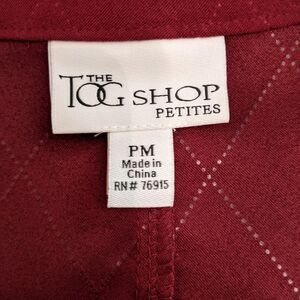 THE
TOG SHOP
PETITES
PM
Made in
China
RN# 76915